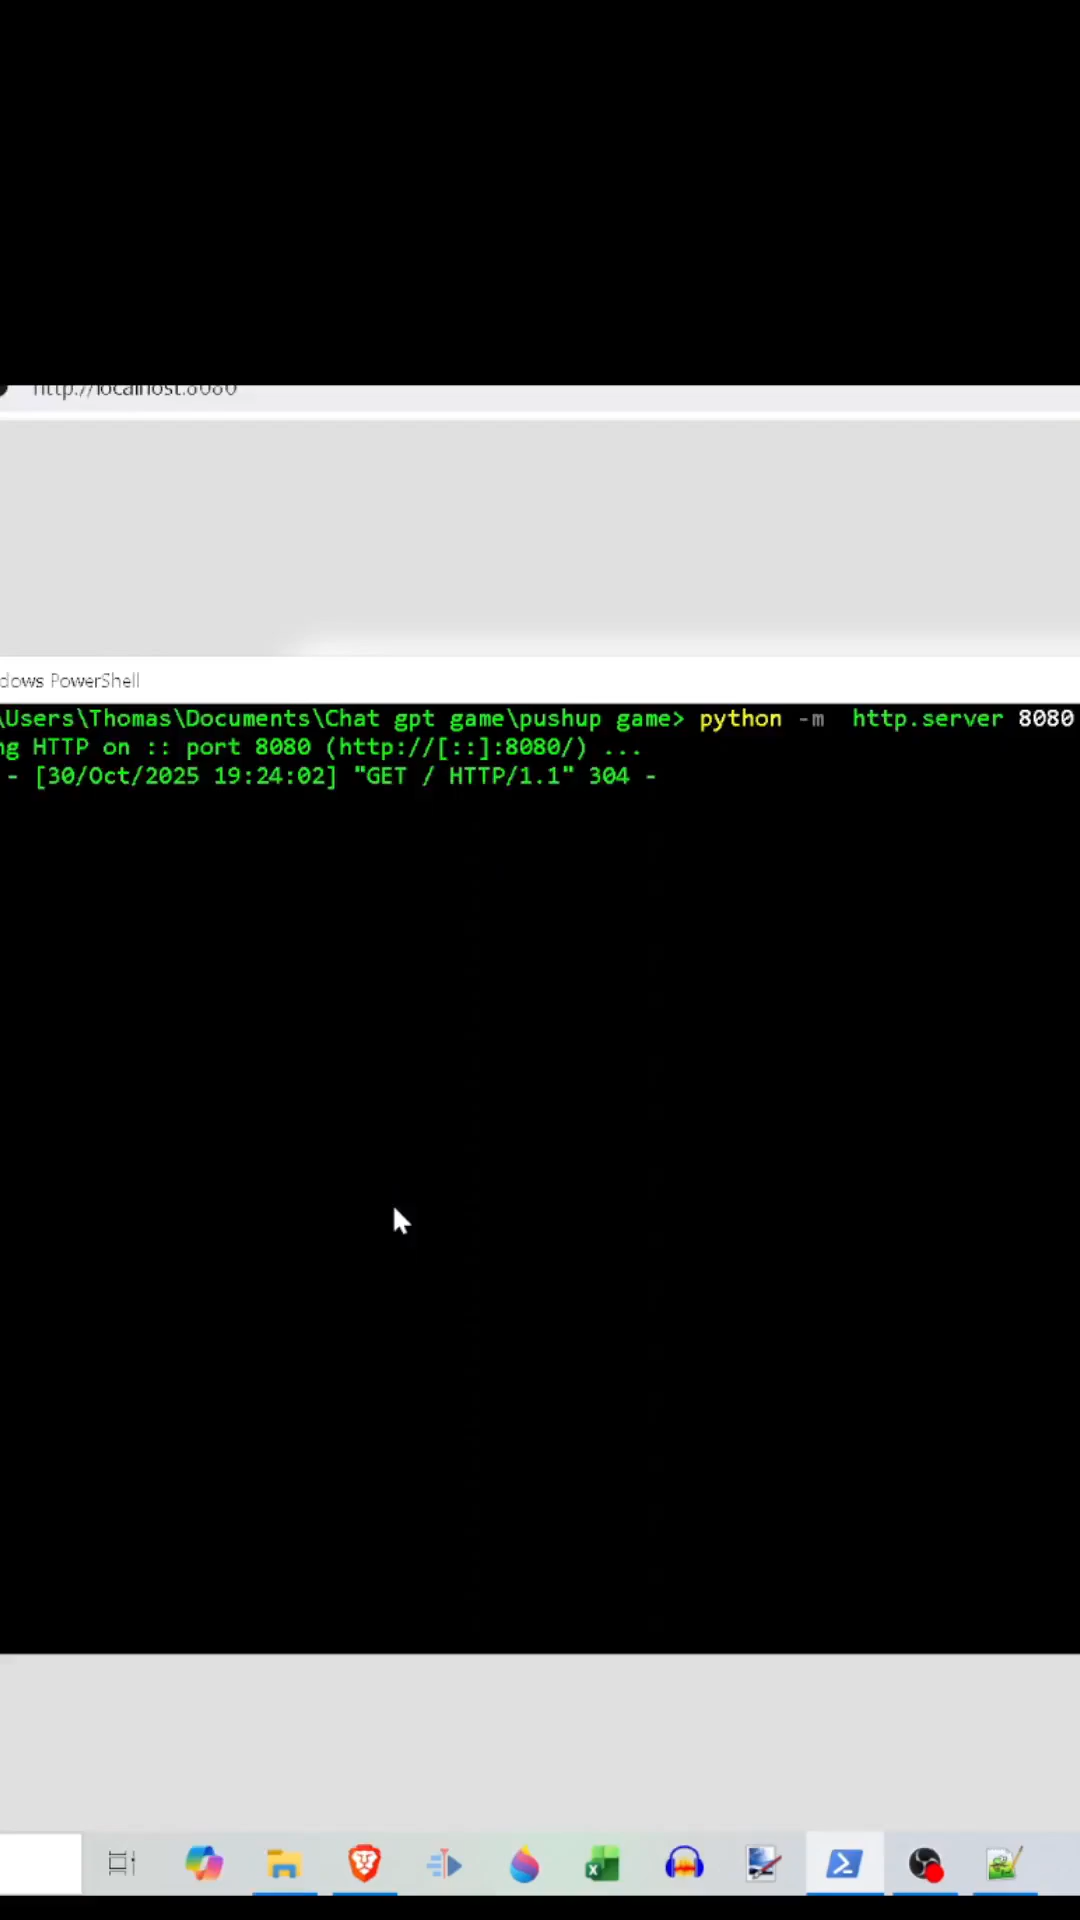 http://localhost:8080
dows PowerShell
\Users\Thomas\Documents\Chat gpt game\pushup game> python -m  http.server 8080
ng HTTP on :: port 8080 (http://[::]:8080/) ...
- [30/Oct/2025 19:24:02] "GET / HTTP/1.1" 304 -